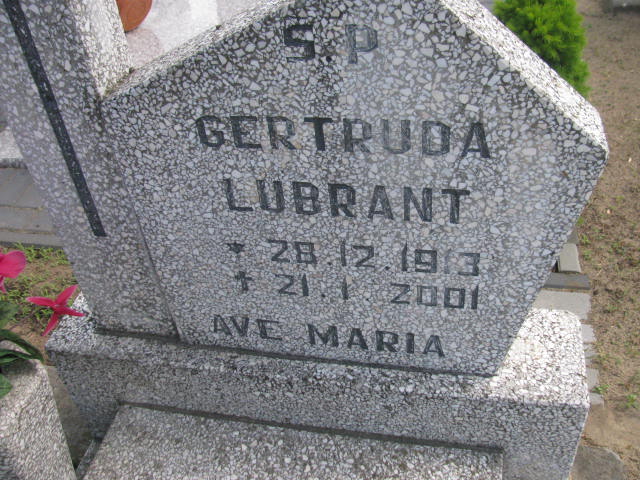 S.P
GERTRUDA
LUBRANT
* 28.12.1913
† 21.1 2001
AVE MARIA